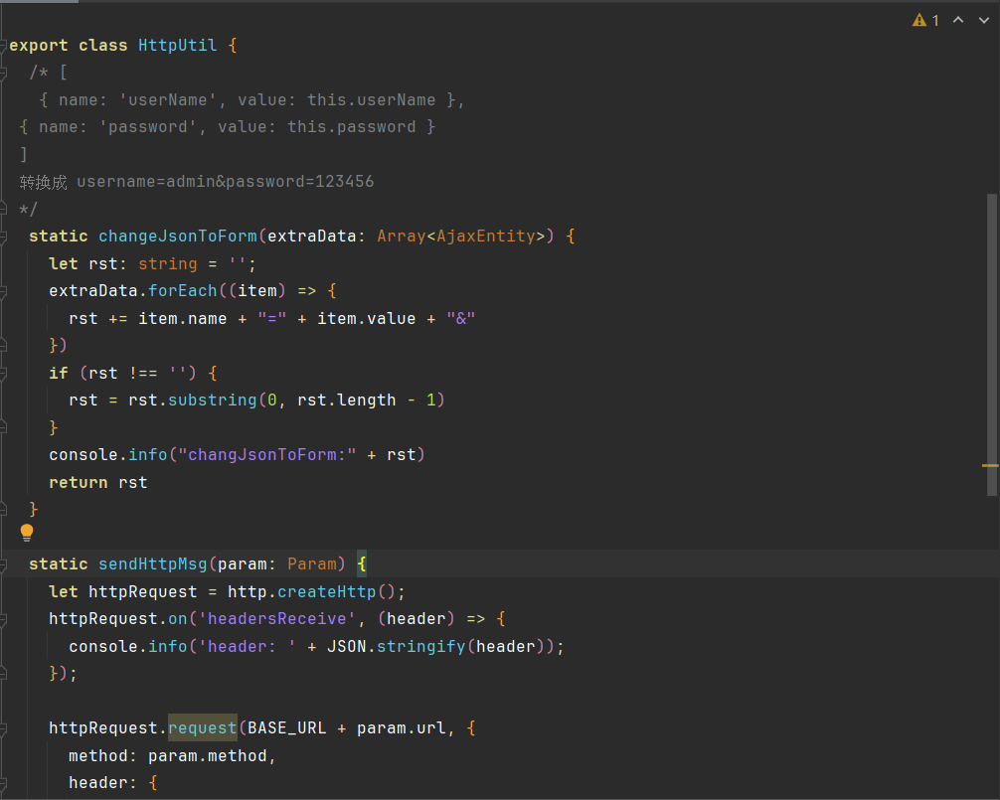 1
export class HttpUtil {
/* [
{ name: 'userName', value: this.userName },
{ name: 'password', value: this.password }
]
转换成 username=admin&password=123456
*/
static changeJsonToForm(extraData: Array<AjaxEntity>) {
let rst: string = '';
extraData.forEach((item) => {
rst += item.name + "=" + item.value + "&"
})
if (rst !== '') {
rst = rst.substring(0, rst.length - 1)
}
console.info("changJsonToForm:" + rst)
return rst
}
static sendHttpMsg(param: Param) {
let httpRequest = http.createHttp();
httpRequest.on('headersReceive', (header) => {
console.info('header: ' + JSON.stringify(header));
});
httpRequest.request(BASE_URL + param.url, {
method: param.method,
header: {